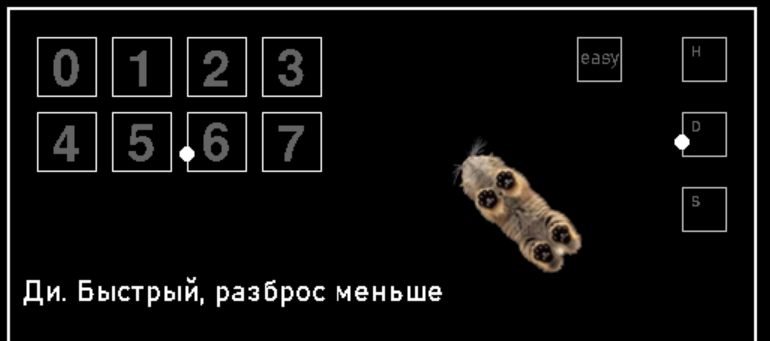 0 1 2 3 easy H
4 5 6 7 D
S
Ди. Быстрый, разброс меньше